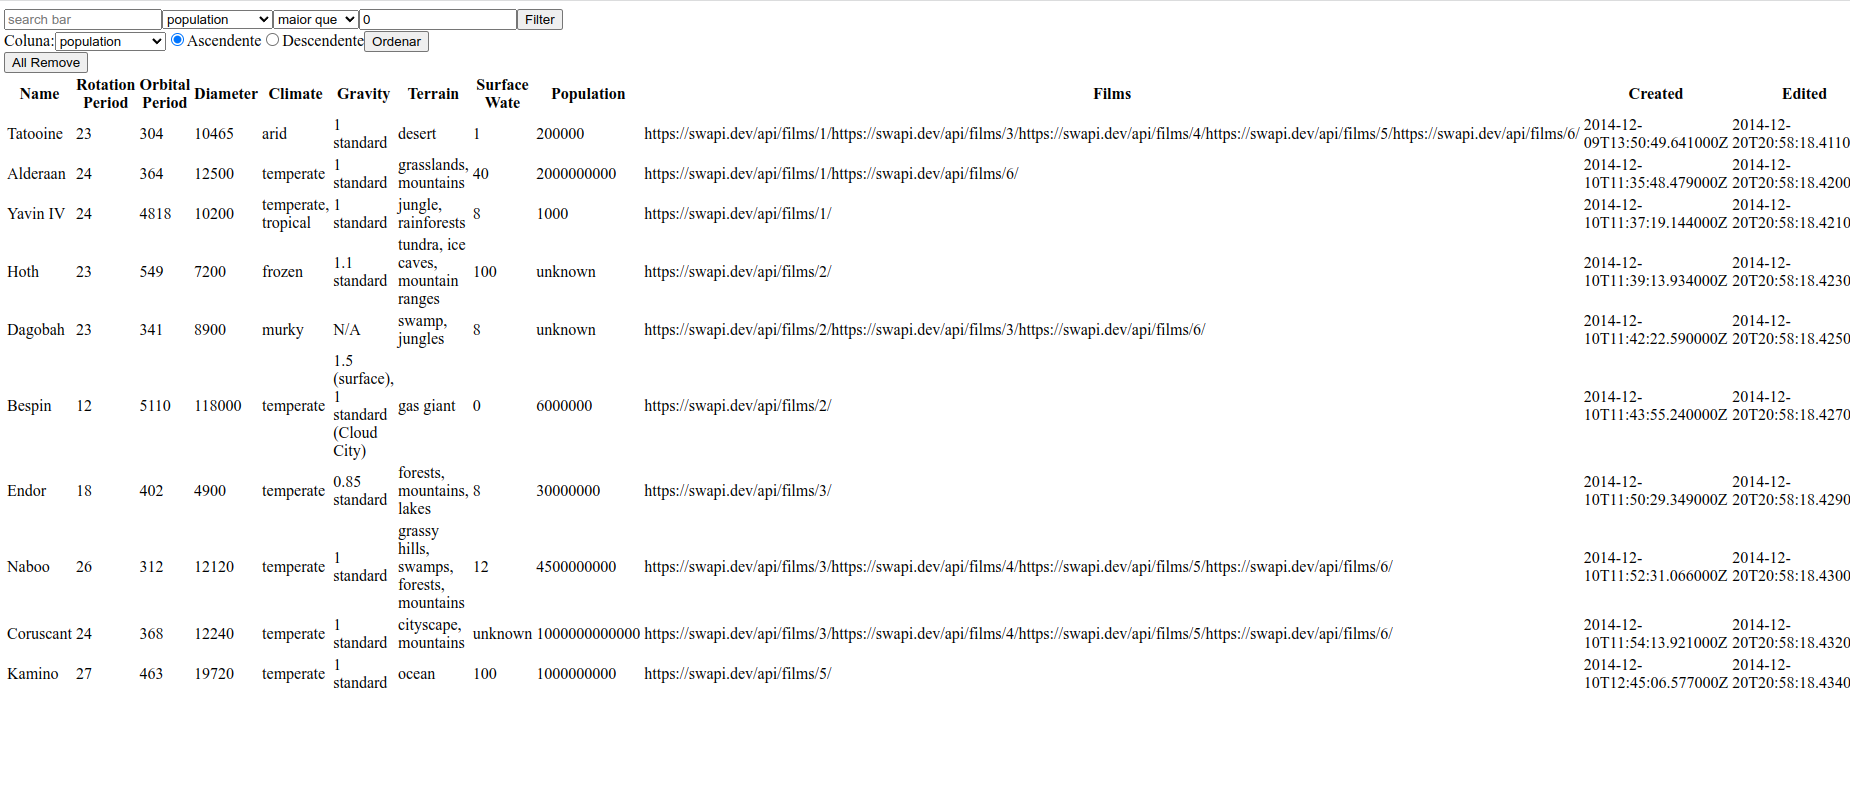 search bar population maior que 0 Filter
Coluna: population Ascendente Descendente Ordenar
All Remove
Name Rotation Period Orbital Period Diameter Climate Gravity Terrain Surface Wate Population Films Created Edited
Tatooine 23 304 10465 arid 1 standard desert 1 200000 https://swapi.dev/api/films/1/https://swapi.dev/api/films/3/https://swapi.dev/api/films/4/https://swapi.dev/api/films/5/https://swapi.dev/api/films/6/ 2014-12-09T13:50:49.641000Z 2014-12-20T20:58:18.4110
Alderaan 24 364 12500 temperate 1 standard grasslands, mountains 40 2000000000 https://swapi.dev/api/films/1/https://swapi.dev/api/films/6/ 2014-12-10T11:35:48.479000Z 2014-12-20T20:58:18.4200
Yavin IV 24 4818 10200 temperate, tropical 1 standard jungle, rainforests 8 1000 https://swapi.dev/api/films/1/ 2014-12-10T11:37:19.144000Z 2014-12-20T20:58:18.4210
Hoth 23 549 7200 frozen 1.1 standard tundra, ice caves, mountain ranges 100 unknown https://swapi.dev/api/films/2/ 2014-12-10T11:39:13.934000Z 2014-12-20T20:58:18.4230
Dagobah 23 341 8900 murky N/A swamp, jungles 8 unknown https://swapi.dev/api/films/2/https://swapi.dev/api/films/3/https://swapi.dev/api/films/6/ 2014-12-10T11:42:22.590000Z 2014-12-20T20:58:18.4250
Bespin 12 5110 118000 temperate 1.5 (surface), 1 standard (Cloud City) gas giant 0 6000000 https://swapi.dev/api/films/2/ 2014-12-10T11:43:55.240000Z 2014-12-20T20:58:18.4270
Endor 18 402 4900 temperate 0.85 standard forests, mountains, lakes 8 30000000 https://swapi.dev/api/films/3/ 2014-12-10T11:50:29.349000Z 2014-12-20T20:58:18.4290
Naboo 26 312 12120 temperate 1 standard grassy hills, swamps, forests, mountains 12 4500000000 https://swapi.dev/api/films/3/https://swapi.dev/api/films/4/https://swapi.dev/api/films/5/https://swapi.dev/api/films/6/ 2014-12-10T11:52:31.066000Z 2014-12-20T20:58:18.4300
Coruscant 24 368 12240 temperate 1 standard cityscape, mountains unknown 1000000000000 https://swapi.dev/api/films/3/https://swapi.dev/api/films/4/https://swapi.dev/api/films/5/https://swapi.dev/api/films/6/ 2014-12-10T11:54:13.921000Z 2014-12-20T20:58:18.4320
Kamino 27 463 19720 temperate 1 standard ocean 100 1000000000 https://swapi.dev/api/films/5/ 2014-12-10T12:45:06.577000Z 2014-12-20T20:58:18.4340